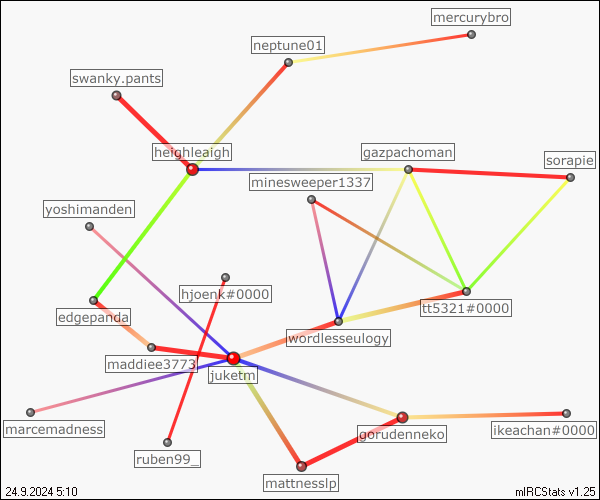 mercurybro
neptune01
swanky.pants
heighleaigh
gazpachoman
sorapie
minesweeper1337
yoshimanden
hjoenk#0000
tt5321#0000
edgepanda
wordlesseulogy
maddiee3773
juketm
marcemadness
gorudenneko
ikeachan#0000
ruben99_
mattnesslp
24.9.2024 5:10
mIRCStats v1.25